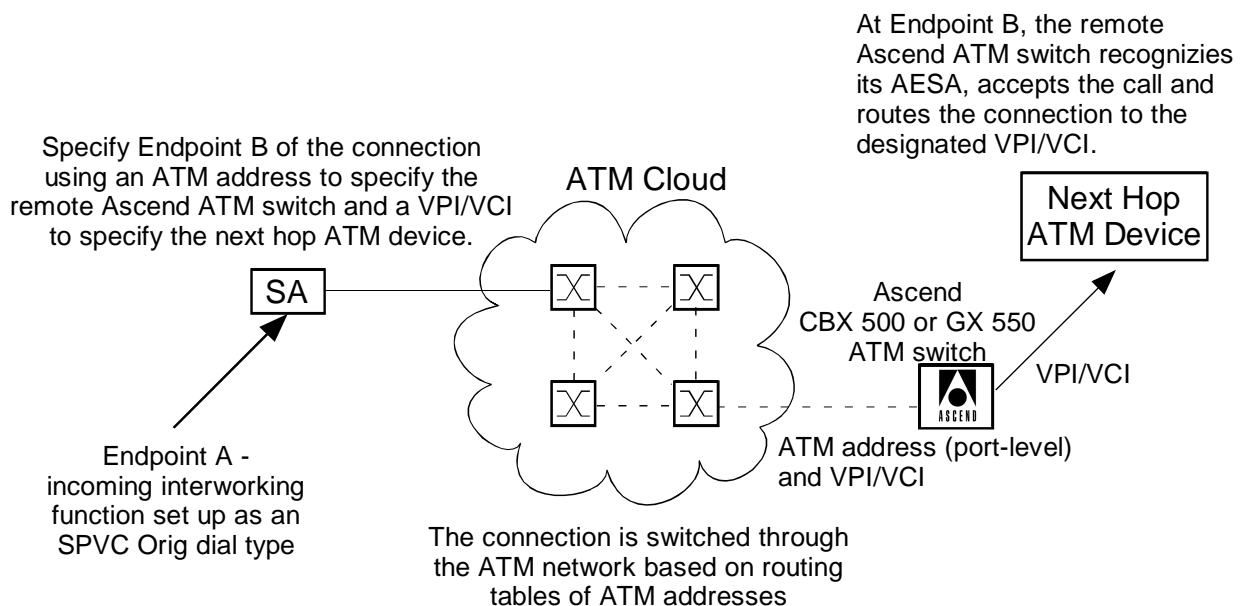 At Endpoint B, the remote
Ascend ATM switch recognizies
its AESA, accepts the call and
routes the connection to the
designated VPI/VCI.
Specify Endpoint B of the connection
using an ATM address to specify the
remote Ascend ATM switch and a VPI/VCI
to specify the next hop ATM device.
ATM Cloud
Next Hop
ATM Device
SA
Ascend
CBX 500 or GX 550
ATM switch
VPI/VCI
ASCEND
ATM address (port-level)
and VPI/VCI
Endpoint A -
incoming interworking
function set up as an
SPVC Orig dial type
The connection is switched through
the ATM network based on routing
tables of ATM addresses